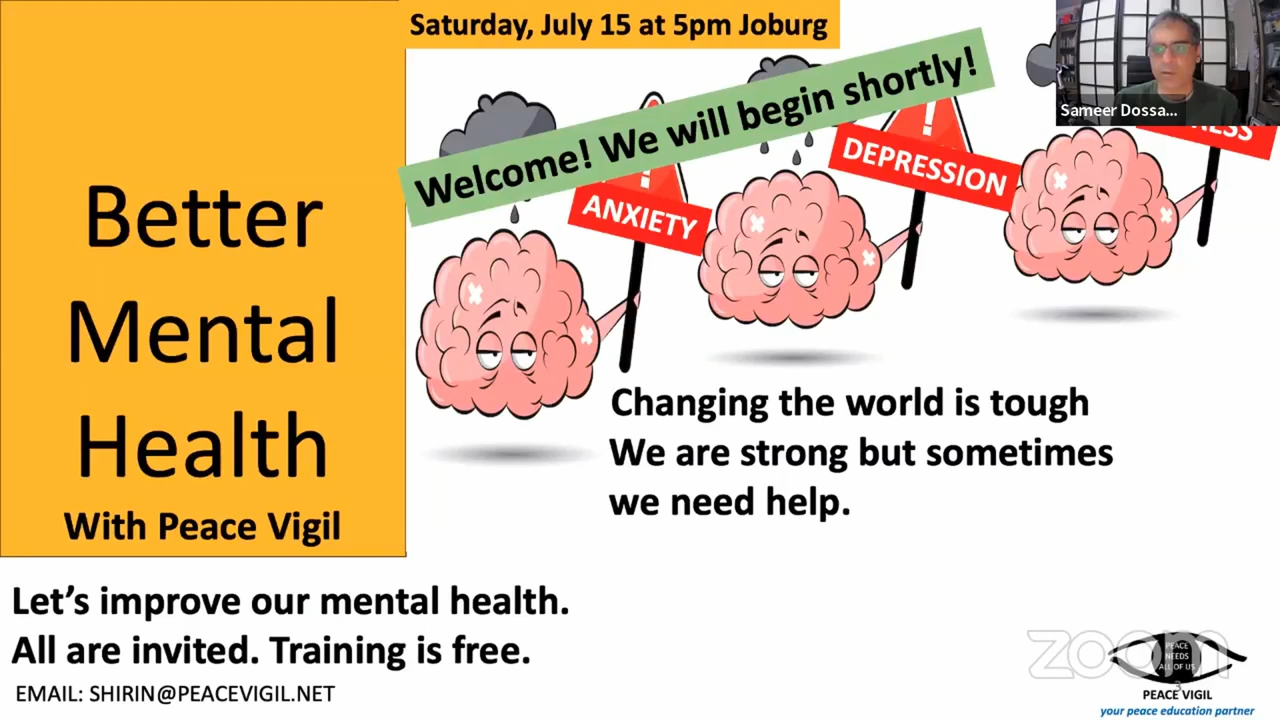 Saturday, July 15 at 5pm Joburg
Welcome! We will begin shortly!
Sameer Dossa...
!
ANXIETY
!
DEPRESSION
Better
Mental
Health
With Peace Vigil
Changing the world is tough
We are strong but sometimes
we need help.
Let's improve our mental health.
All are invited. Training is free.
EMAIL: SHIRIN@PEACEVIGIL.NET
zoom
PEACE
NEEDS
ALL OF US
3
PEACE VIGIL
your peace education partner